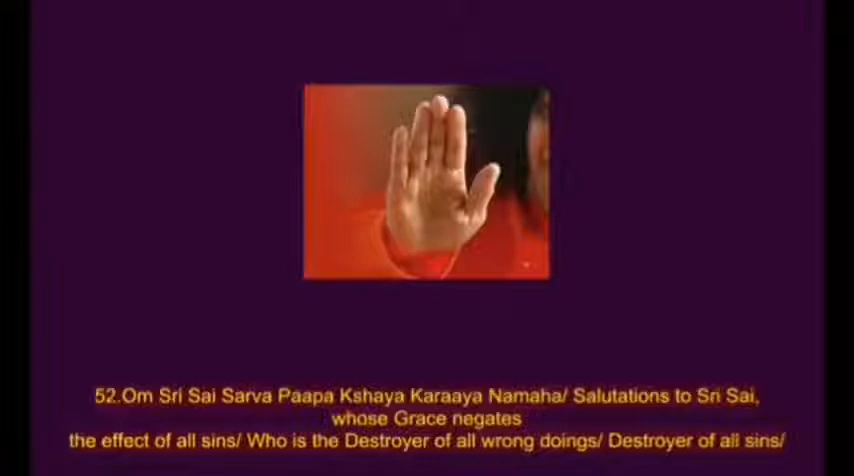 52.Om Sri Sai Sarva Paapa Kshaya Karaaya Namaha/ Salutations to Sri Sai,
whose Grace negates
the effect of all sins/ Who is the Destroyer of all wrong doings/ Destroyer of all sins/